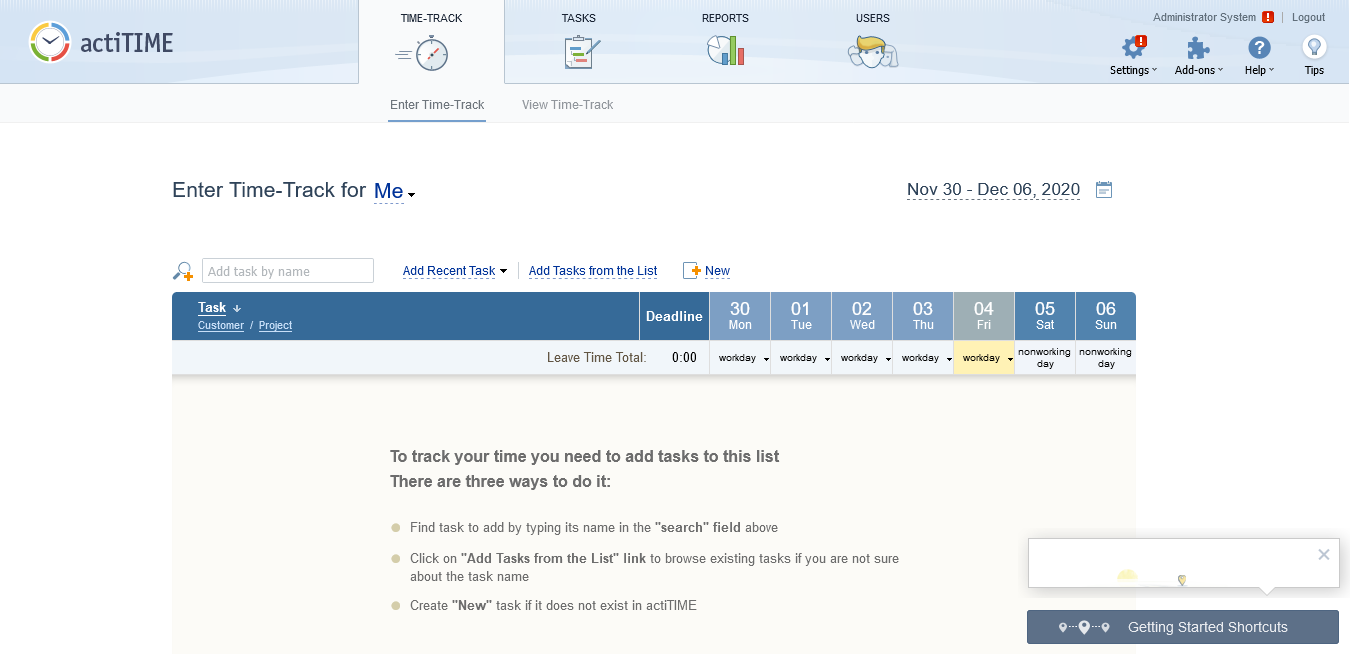 actiTIME
TIME-TRACK
TASKS
REPORTS
USERS
Administrator System ! | Logout
Settings
Add-ons
Help
Tips
Enter Time-Track
View Time-Track
Enter Time-Track for Me
Nov 30 - Dec 06, 2020
Add task by name
Add Recent Task
Add Tasks from the List
New
Task
Customer / Project
Deadline
30
Mon
01
Tue
02
Wed
03
Thu
04
Fri
05
Sat
06
Sun
Leave Time Total: 0:00
workday
workday
workday
workday
workday
nonworking
day
nonworking
day
To track your time you need to add tasks to this list
There are three ways to do it:
Find task to add by typing its name in the "search" field above
Click on "Add Tasks from the List" link to browse existing tasks if you are not sure
about the task name
Create "New" task if it does not exist in actiTIME
Getting Started Shortcuts